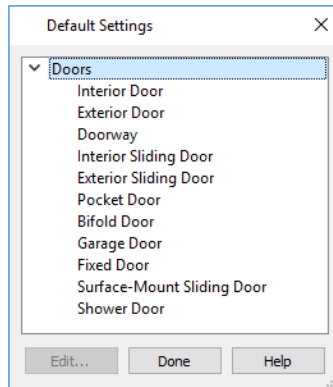 Default Settings
Doors
Interior Door
Exterior Door
Doorway
Interior Sliding Door
Exterior Sliding Door
Pocket Door
Bifold Door
Garage Door
Fixed Door
Surface-Mount Sliding Door
Shower Door
Edit... Done Help